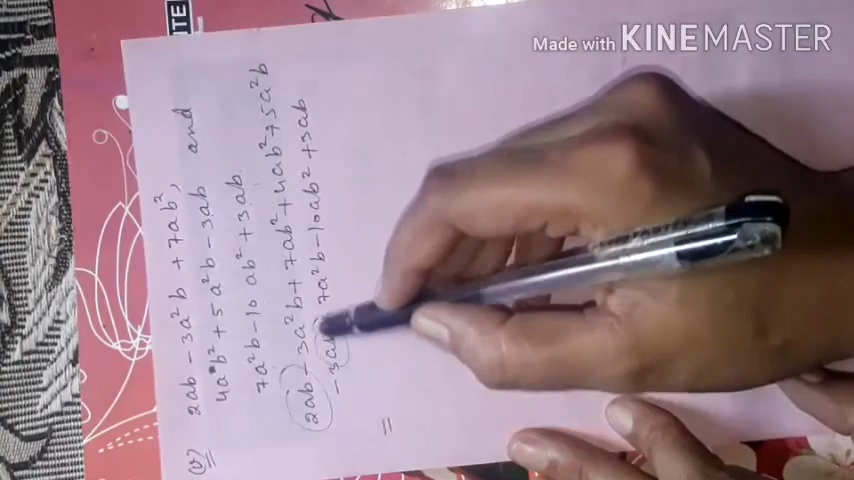 Made with KINEMASTER
(v) 2ab - 3a²b + 7ab²,
4ab² + 5a²b - 3ab and
7a²b - 10ab² + 3ab.
2ab - 3a²b + 7ab² + 4ab² + 5a²b
- 3ab 7a²b - 10ab² + 3ab
=